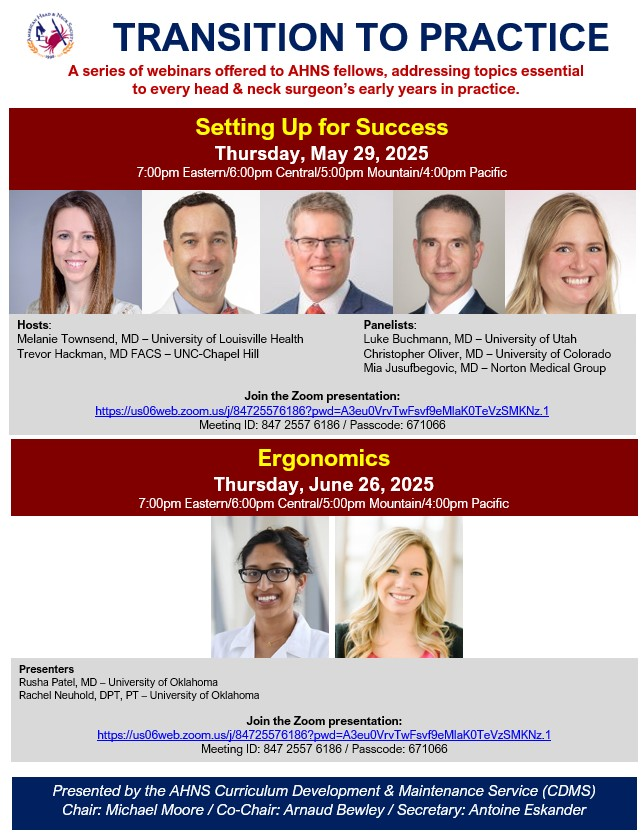 AMERICAN HEAD & NECK SOCIETY
1998
TRANSITION TO PRACTICE
A series of webinars offered to AHNS fellows, addressing topics essential
to every head & neck surgeon's early years in practice.
Setting Up for Success
Thursday, May 29, 2025
7:00pm Eastern/6:00pm Central/5:00pm Mountain/4:00pm Pacific
Hosts:
Melanie Townsend, MD – University of Louisville Health
Trevor Hackman, MD FACS – UNC-Chapel Hill
Panelists:
Luke Buchmann, MD – University of Utah
Christopher Oliver, MD – University of Colorado
Mia Jusufbegovic, MD – Norton Medical Group
Join the Zoom presentation:
https://us06web.zoom.us/j/84725576186?pwd=A3eu0VrvTwFsvf9eMlaK0TeVzSMKNz.1
Meeting ID: 847 2557 6186 / Passcode: 671066
Ergonomics
Thursday, June 26, 2025
7:00pm Eastern/6:00pm Central/5:00pm Mountain/4:00pm Pacific
Presenters
Rusha Patel, MD – University of Oklahoma
Rachel Neuhold, DPT, PT – University of Oklahoma
Join the Zoom presentation:
https://us06web.zoom.us/j/84725576186?pwd=A3eu0VrvTwFsvf9eMlaK0TeVzSMKNz.1
Meeting ID: 847 2557 6186 / Passcode: 671066
Presented by the AHNS Curriculum Development & Maintenance Service (CDMS)
Chair: Michael Moore / Co-Chair: Arnaud Bewley / Secretary: Antoine Eskander